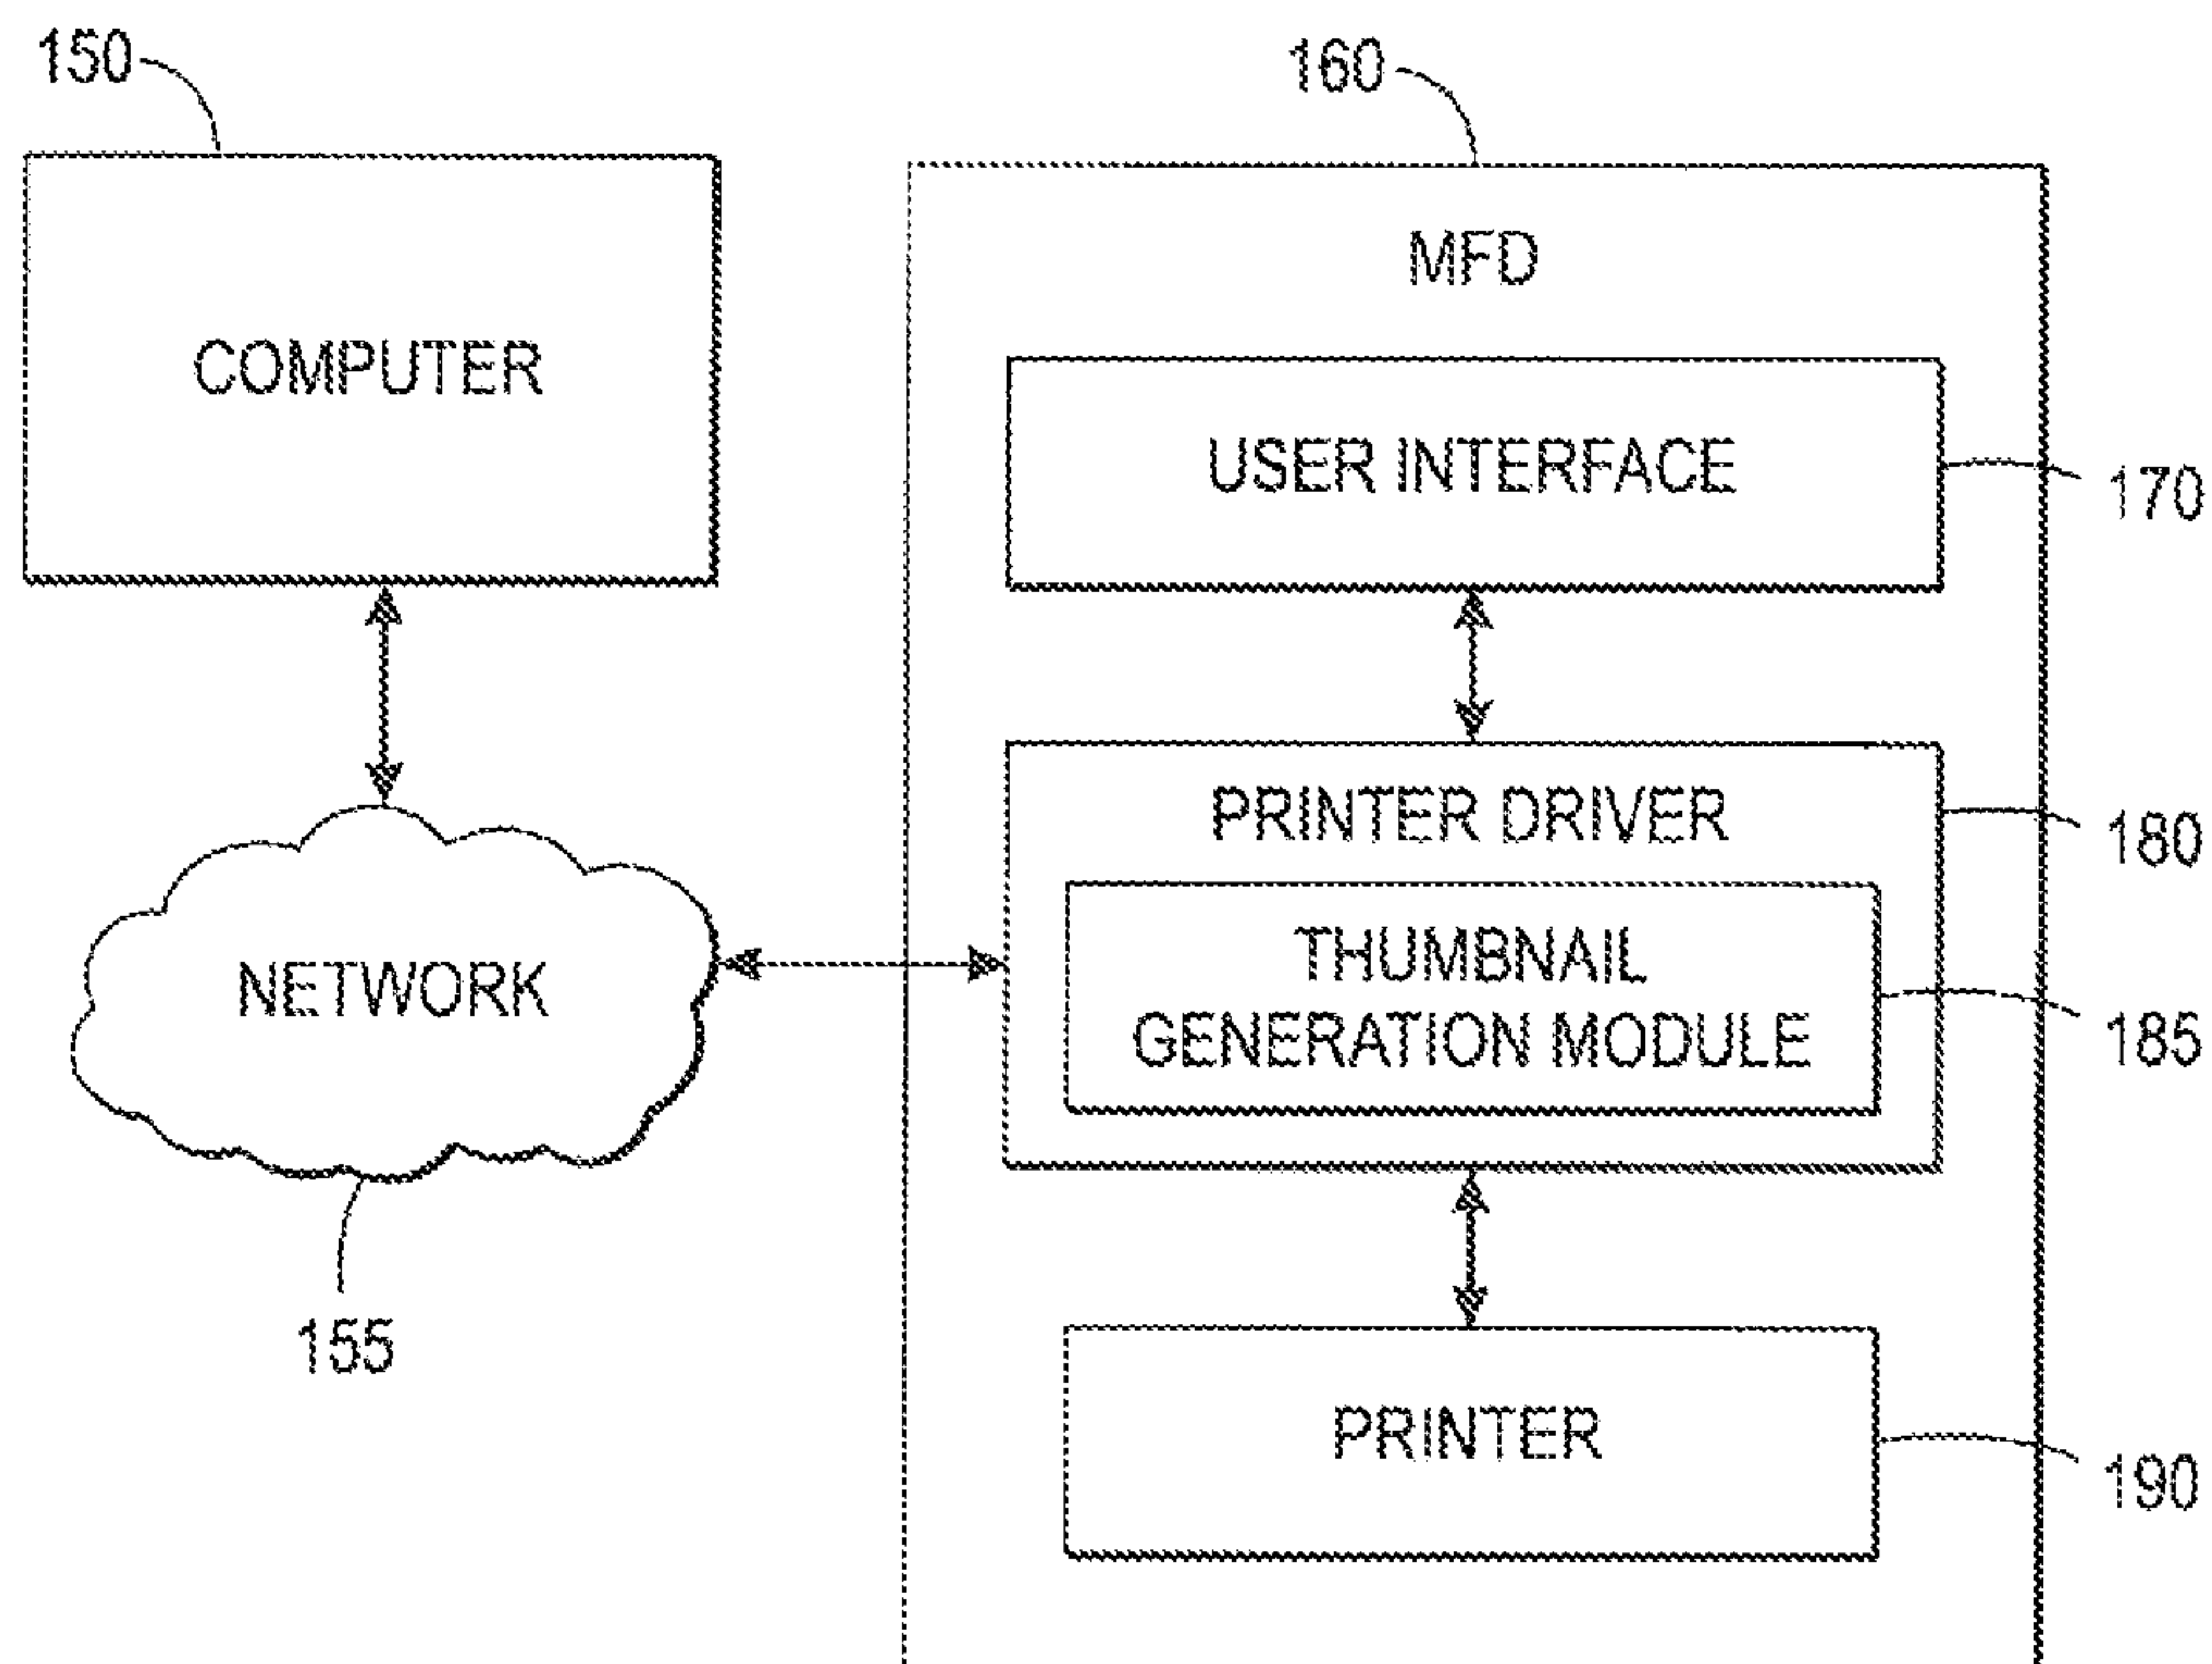 150
160
COMPUTER
MFD
USER INTERFACE
170
PRINTER DRIVER
180
THUMBNAIL
GENERATION MODULE
185
NETWORK
155
PRINTER
190